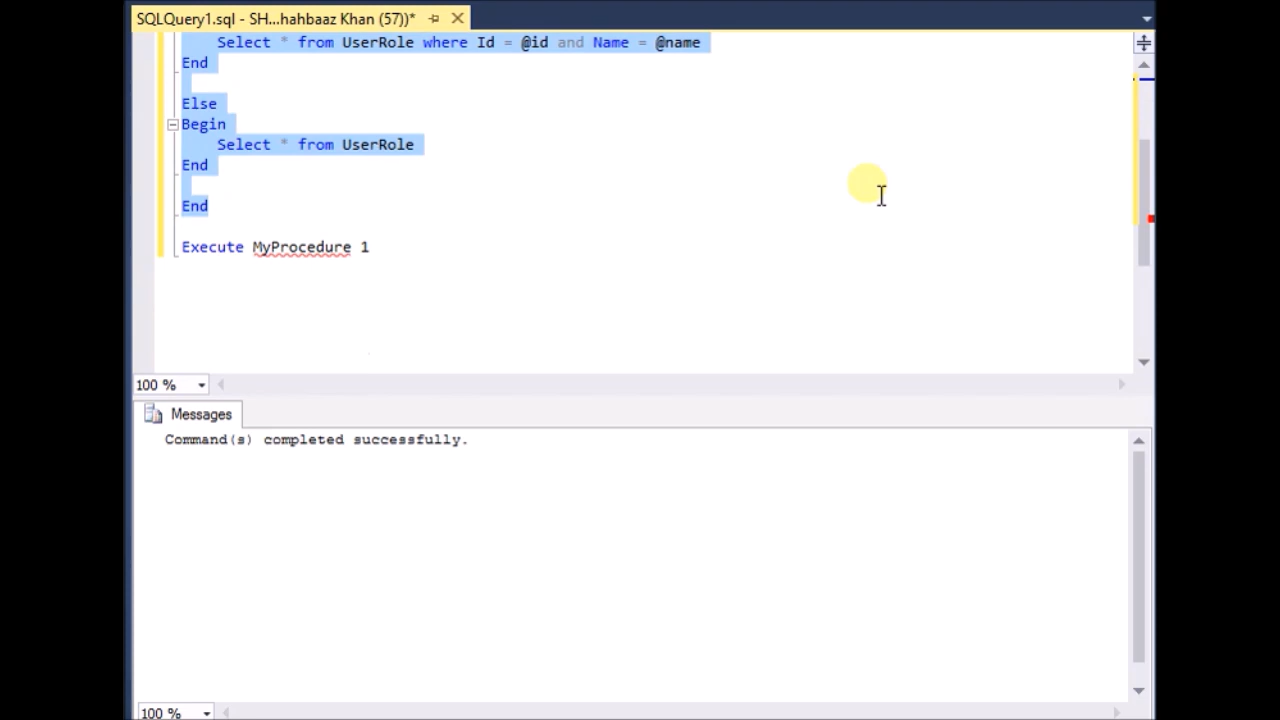 SQLQuery1.sql - SH...hahbaaz Khan (57))*
Select * from UserRole where Id = @id and Name = @name
End
Else
Begin
Select * from UserRole
End
End
Execute MyProcedure 1
100 %
Messages
Command(s) completed successfully.
100 %